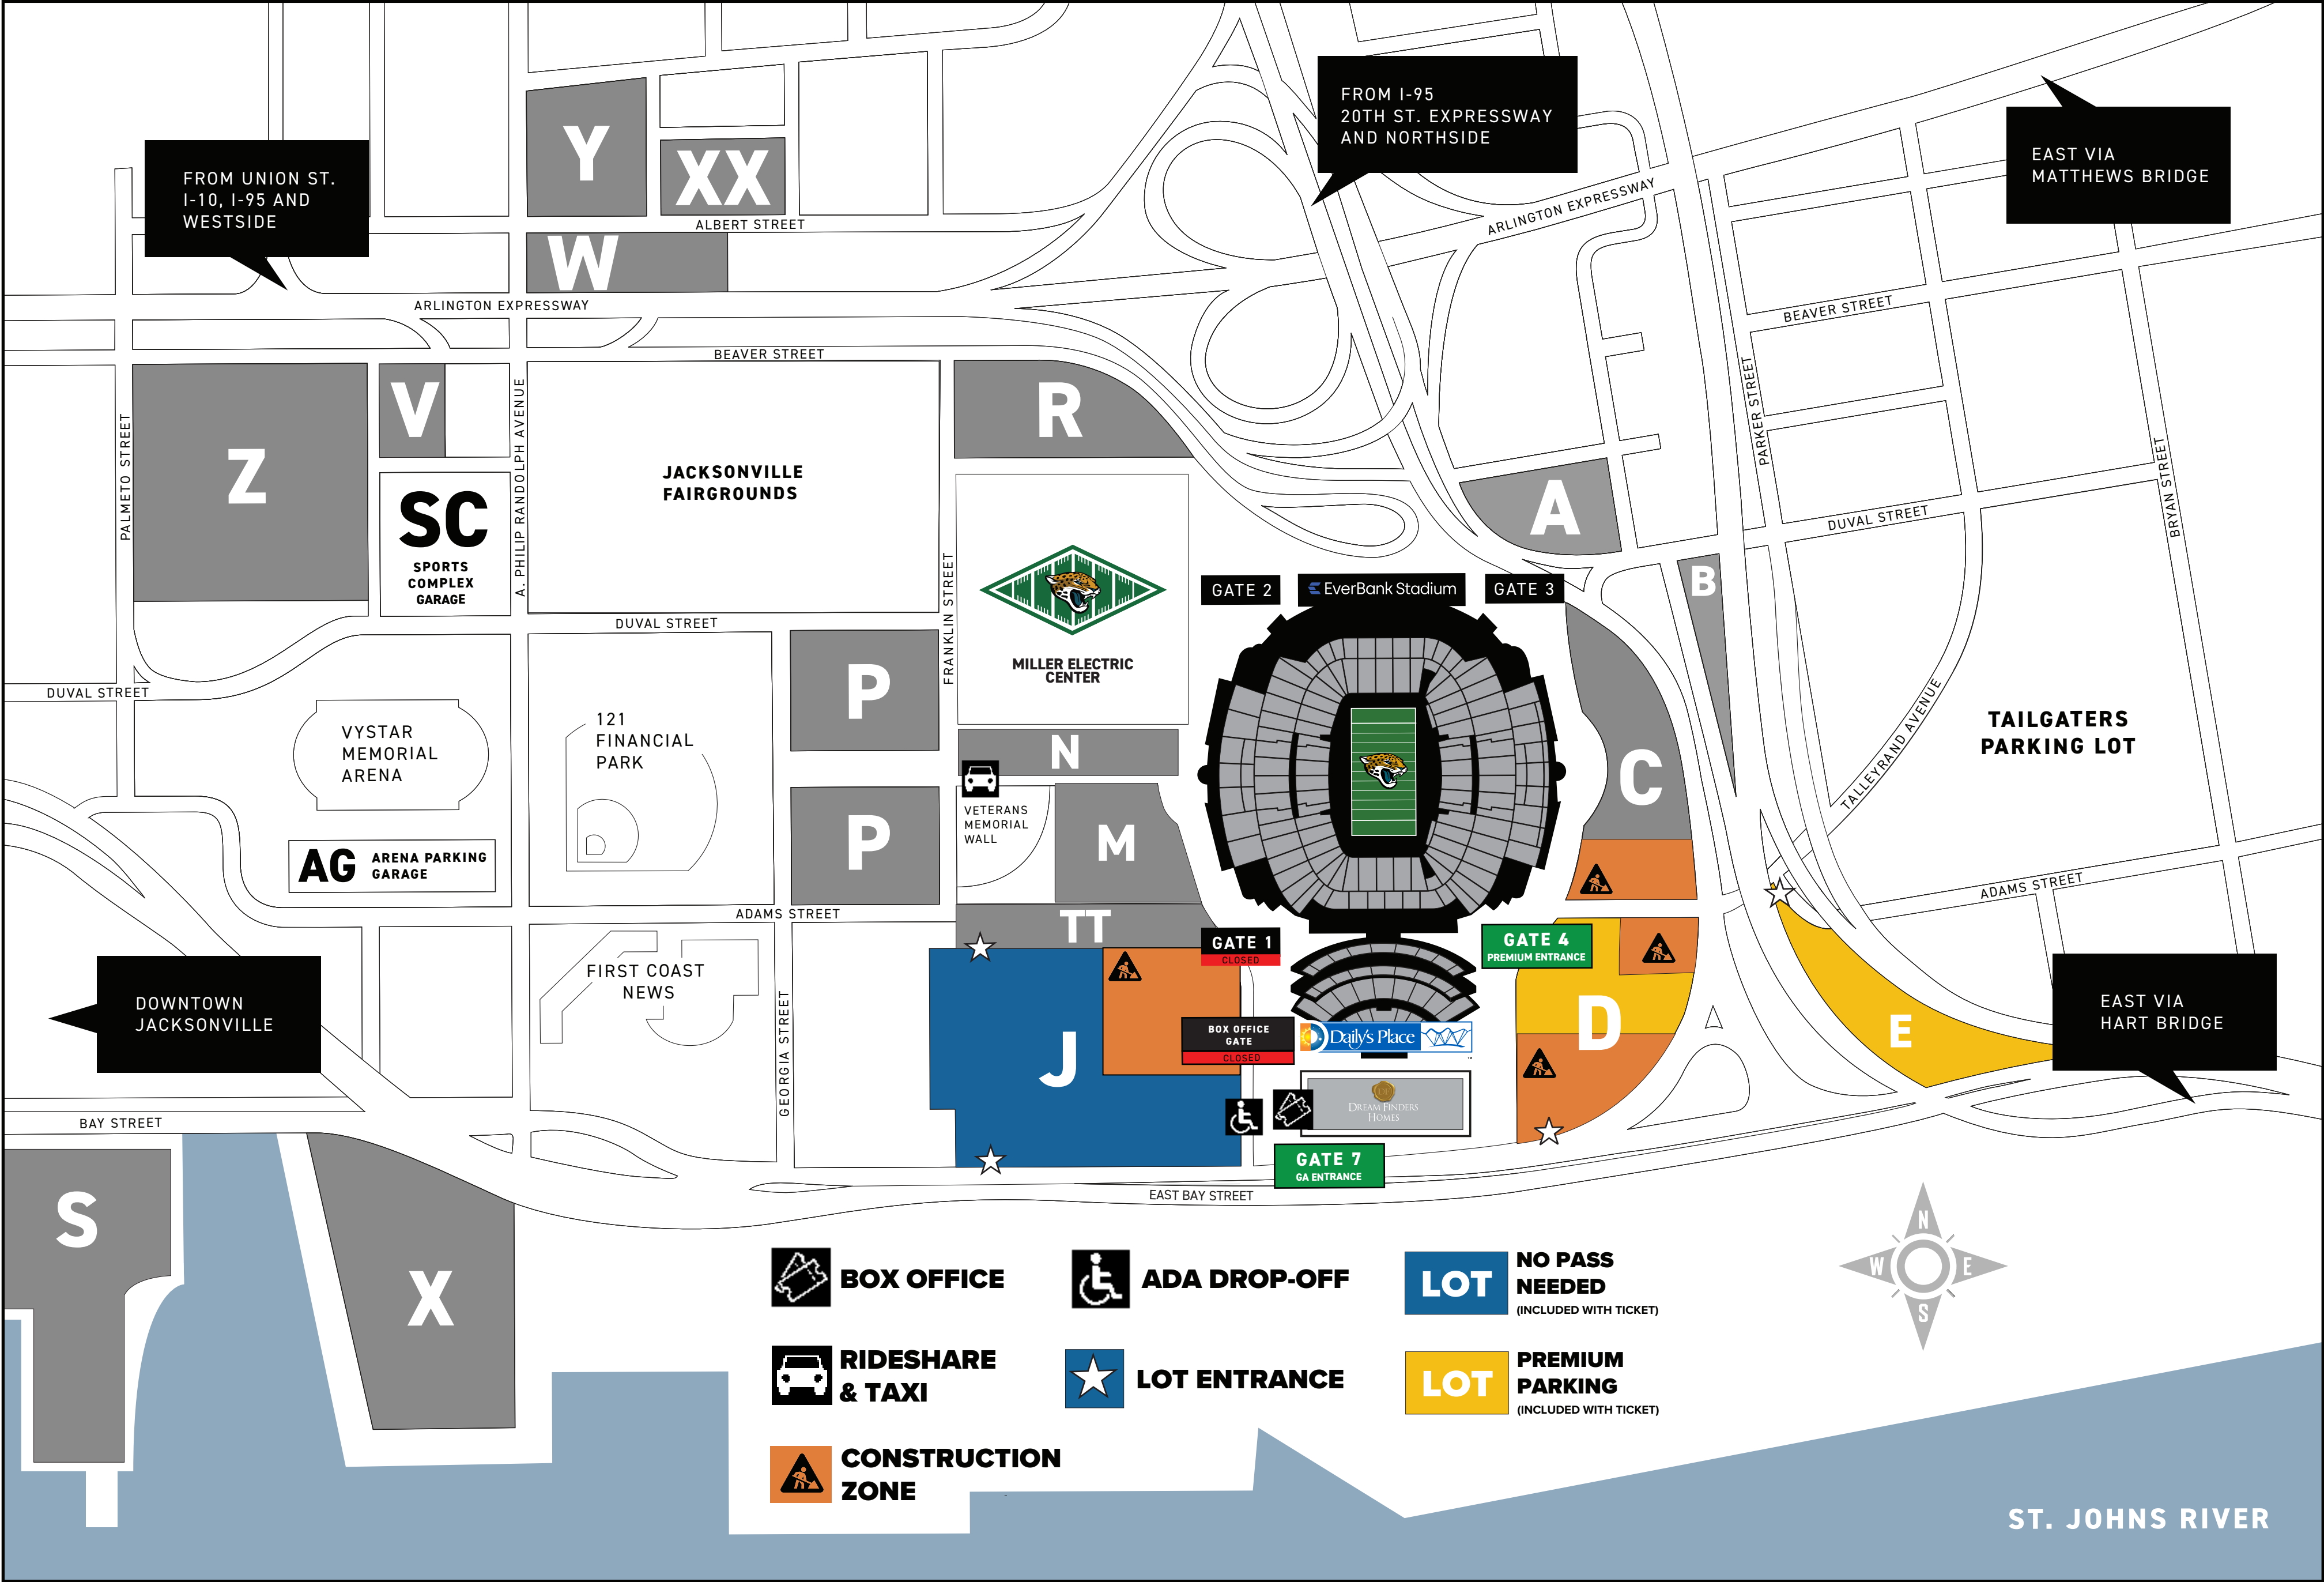 Y
XX
ALBERT STREET
W
FROM UNION ST.
I-10, I-95 AND
WESTSIDE
FROM I-95
20TH ST. EXPRESSWAY
AND NORTHSIDE
EAST VIA
MATTHEWS BRIDGE
ARLINGTON EXPRESSWAY
ARLINGTON EXPRESSWAY
BEAVER STREET
BEAVER STREET
PALMETO STREET
Z
V
SC
SPORTS
COMPLEX
GARAGE
A. PHILIP RANDOLPH AVENUE
JACKSONVILLE
FAIRGROUNDS
R
FRANKLIN STREET
MILLER ELECTRIC
CENTER
A
B
PARKER STREET
BRYAN STREET
DUVAL STREET
GATE 2
EverBank Stadium
GATE 3
DUVAL STREET
DUVAL STREET
VYSTAR
MEMORIAL
ARENA
121
FINANCIAL
PARK
P
P
N
VETERANS
MEMORIAL
WALL
M
C
TALLEYRAND AVENUE
TAILGATERS
PARKING LOT
AG
ARENA PARKING
GARAGE
ADAMS STREET
ADAMS STREET
TT
GATE 1
CLOSED
GATE 4
PREMIUM ENTRANCE
FIRST COAST
NEWS
GEORGIA STREET
DOWNTOWN
JACKSONVILLE
J
BOX OFFICE
GATE
CLOSED
Daily's Place
DREAM FINDERS
HOMES
D
E
EAST VIA
HART BRIDGE
BAY STREET
GATE 7
GA ENTRANCE
EAST BAY STREET
S
X
BOX OFFICE
ADA DROP-OFF
LOT
NO PASS
NEEDED
(INCLUDED WITH TICKET)
RIDESHARE
& TAXI
LOT ENTRANCE
LOT
PREMIUM
PARKING
(INCLUDED WITH TICKET)
CONSTRUCTION
ZONE
N
W
E
S
ST. JOHNS RIVER